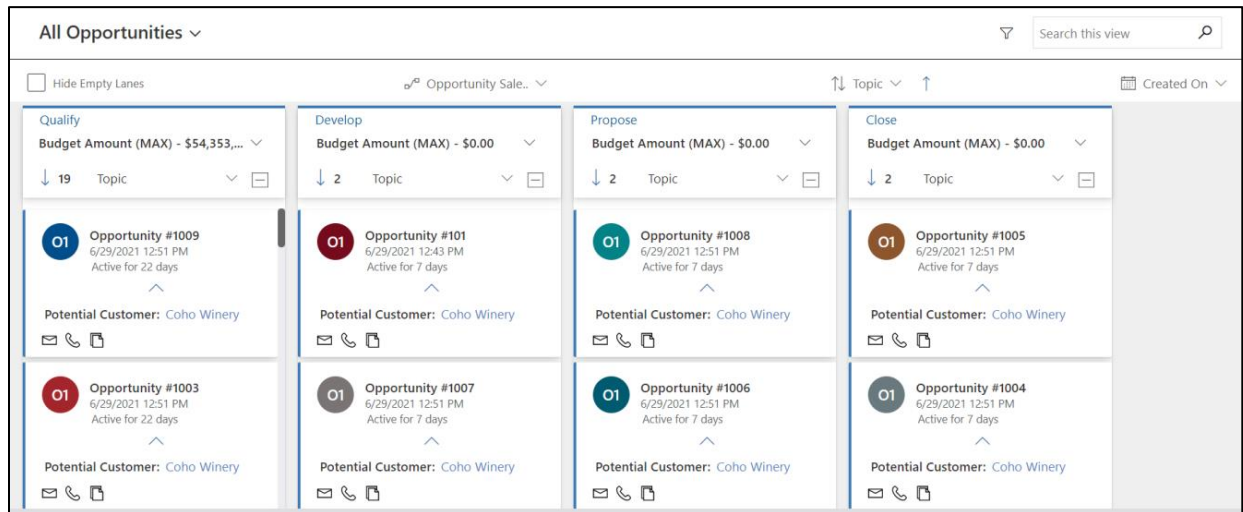 All Opportunities
Search this view
Hide Empty Lanes
Opportunity Sale..
Topic
Created On
Qualify
Budget Amount (MAX) - $54,353,...
19 Topic
O1
Opportunity #1009
6/29/2021 12:51 PM
Active for 22 days
Potential Customer: Coho Winery
O1
Opportunity #1003
6/29/2021 12:51 PM
Active for 22 days
Potential Customer: Coho Winery
Develop
Budget Amount (MAX) - $0.00
2 Topic
O1
Opportunity #101
6/29/2021 12:43 PM
Active for 7 days
Potential Customer: Coho Winery
O1
Opportunity #1007
6/29/2021 12:51 PM
Active for 7 days
Potential Customer: Coho Winery
Propose
Budget Amount (MAX) - $0.00
2 Topic
O1
Opportunity #1008
6/29/2021 12:51 PM
Active for 7 days
Potential Customer: Coho Winery
O1
Opportunity #1006
6/29/2021 12:51 PM
Active for 7 days
Potential Customer: Coho Winery
Close
Budget Amount (MAX) - $0.00
2 Topic
O1
Opportunity #1005
6/29/2021 12:51 PM
Active for 7 days
Potential Customer: Coho Winery
O1
Opportunity #1004
6/29/2021 12:51 PM
Active for 7 days
Potential Customer: Coho Winery